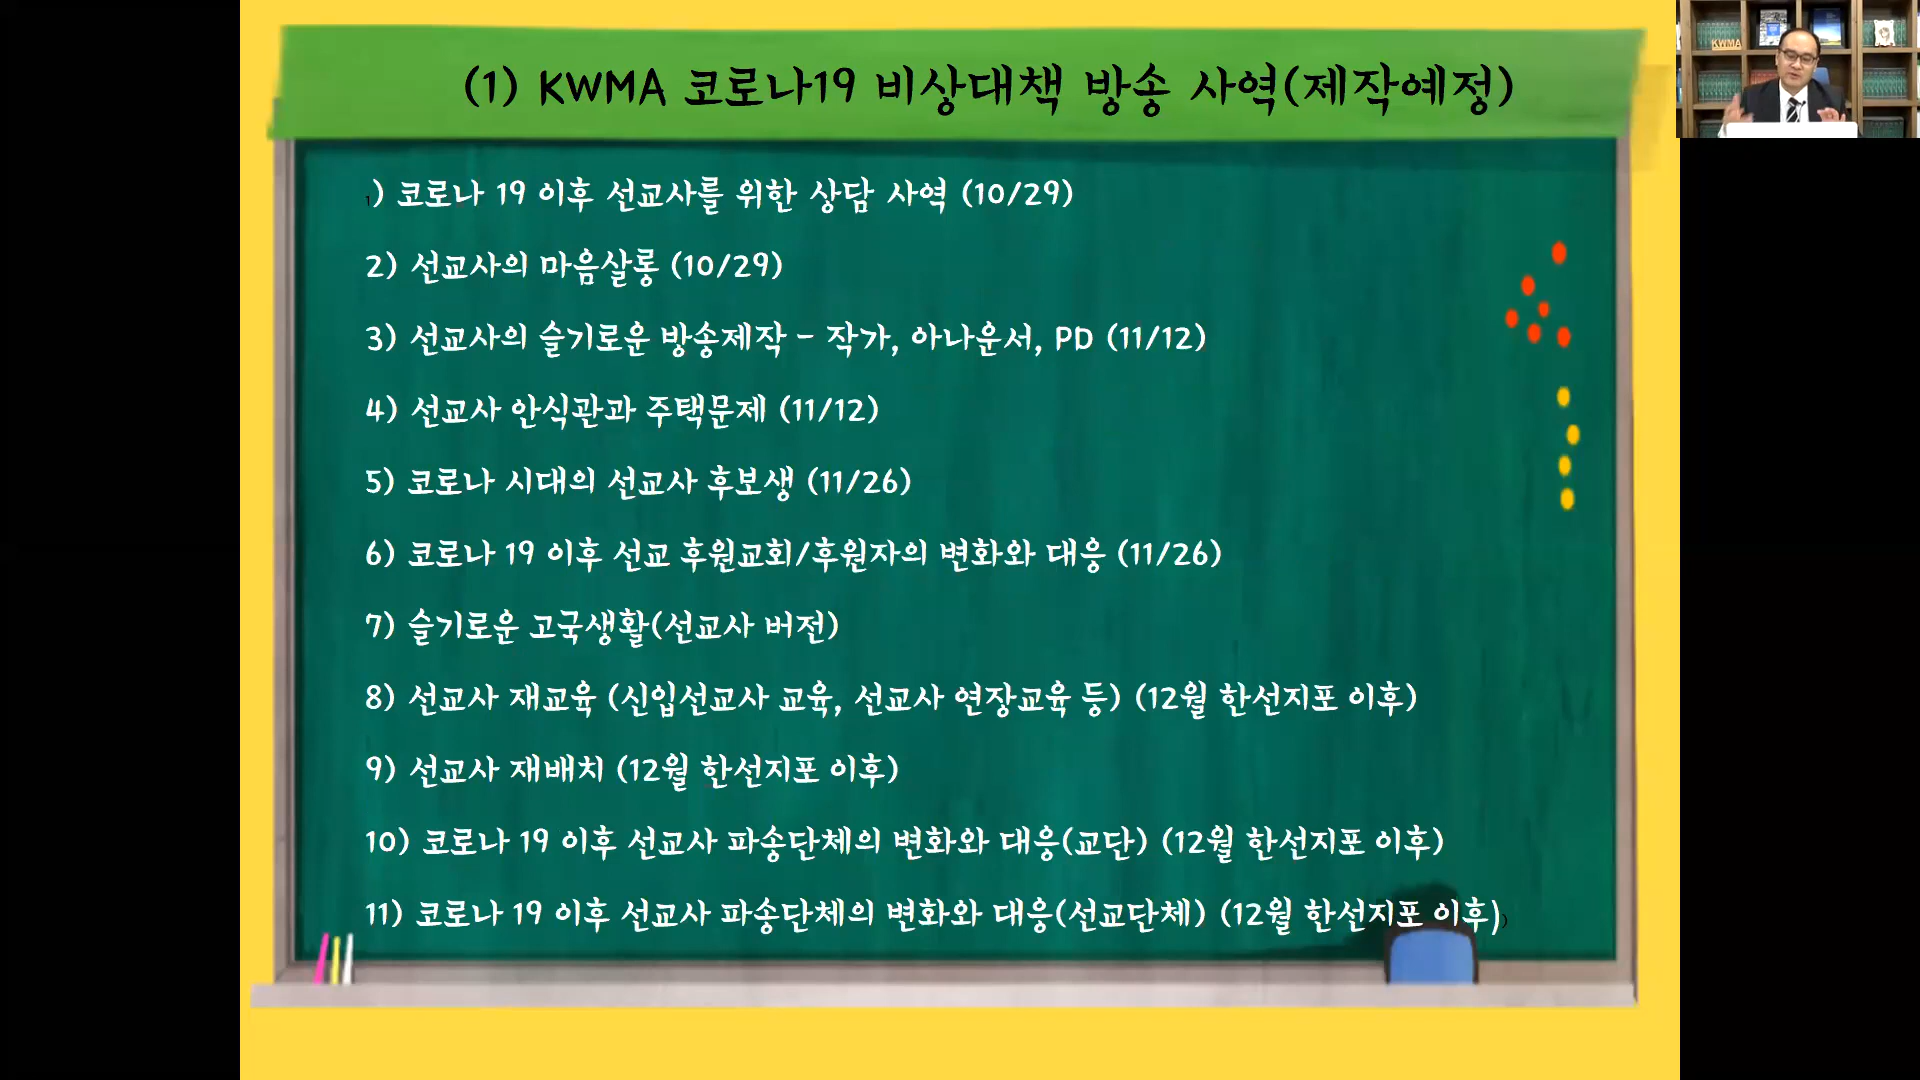 (1) KWMA 코로나19 비상대책 방송 사역(제작예정)
KWMA
1) 코로나 19 이후 선교사를 위한 상담 사역 (10/29)
2) 선교사의 마음살롱 (10/29)
3) 선교사의 슬기로운 방송제작 - 작가, 아나운서, PD (11/12)
4) 선교사 안식관과 주택문제 (11/12)
5) 코로나 시대의 선교사 후보생 (11/26)
6) 코로나 19 이후 선교 후원교회/후원자의 변화와 대응 (11/26)
7) 슬기로운 고국생활(선교사 버전)
8) 선교사 재교육 (신입선교사 교육, 선교사 연장교육 등) (12월 한선지포 이후)
9) 선교사 재배치 (12월 한선지포 이후)
10) 코로나 19 이후 선교사 파송단체의 변화와 대응(교단) (12월 한선지포 이후)
11) 코로나 19 이후 선교사 파송단체의 변화와 대응(선교단체) (12월 한선지포 이후))